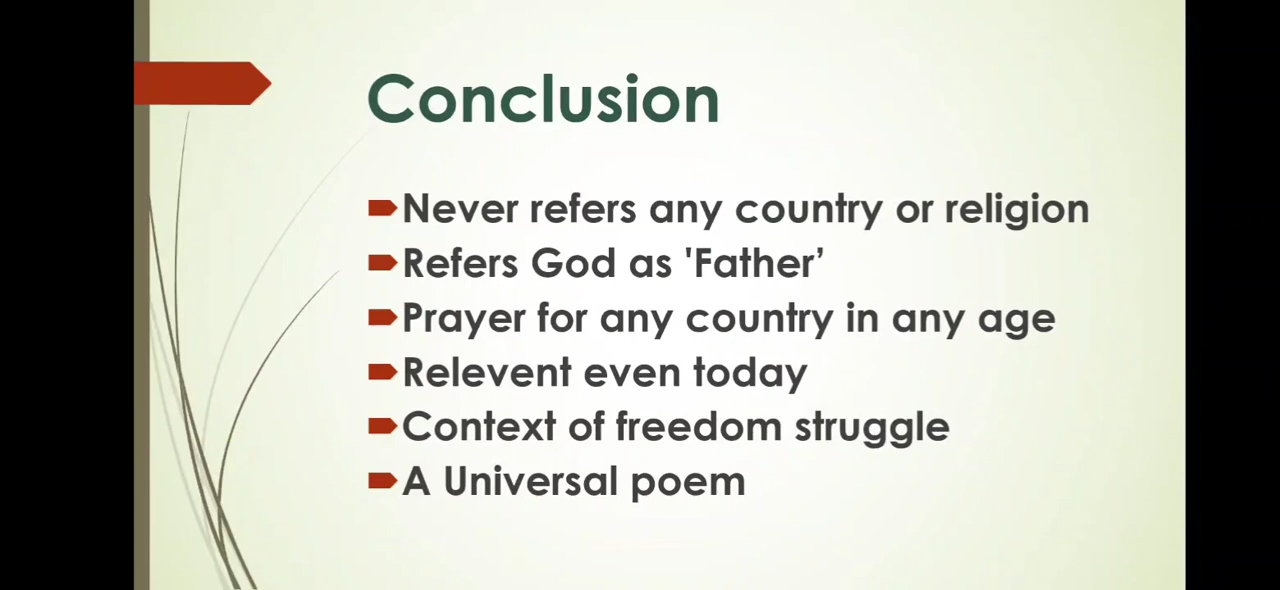 Conclusion
Never refers any country or religion
Refers God as 'Father’
Prayer for any country in any age
Relevent even today
Context of freedom struggle
A Universal poem